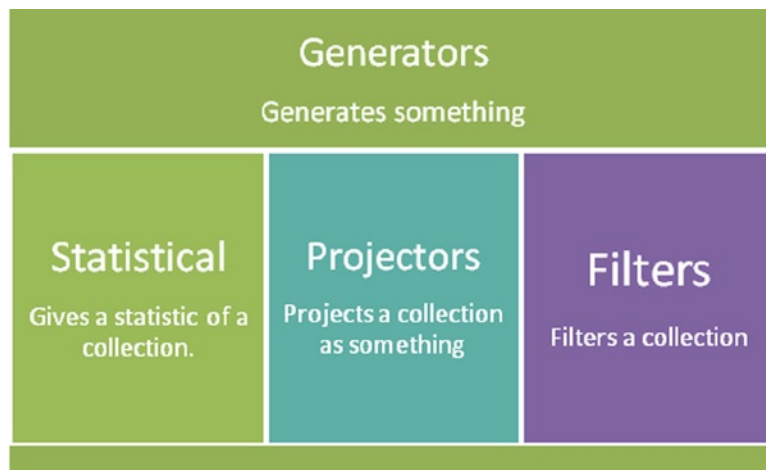 Generators
Generates something
Statistical
Gives a statistic of a
collection.
Projectors
Projects a collection
as something
Filters
Filters a collection